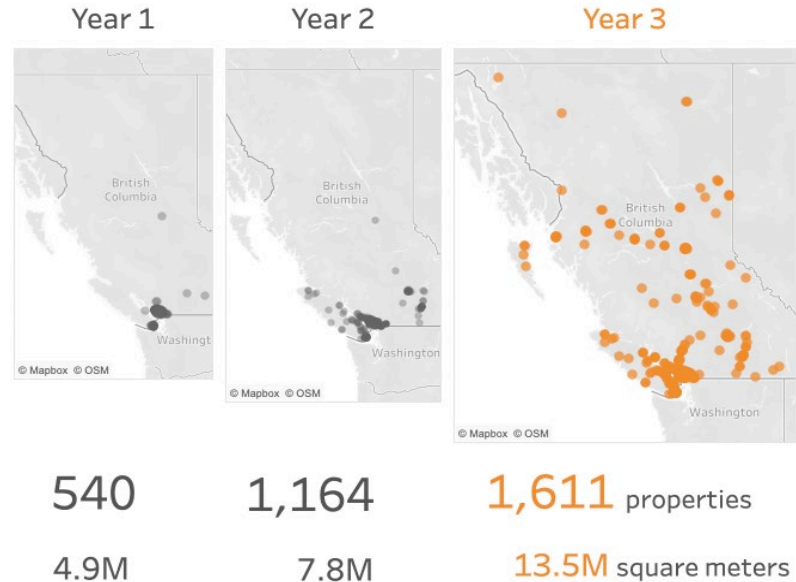 Year 1
Year 2
Year 3
British
Columbia
Washington
© Mapbox © OSM
British
Columbia
Washington
© Mapbox © OSM
British
Columbia
Washington
© Mapbox © OSM
540
1,164
1,611 properties
4.9M
7.8M
13.5M square meters